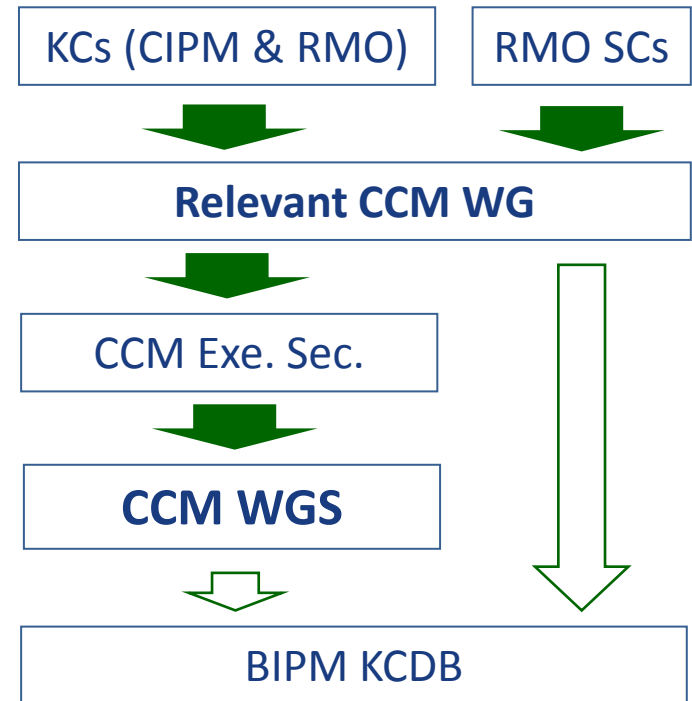 KCs (CIPM & RMO)
RMO SCs
Relevant CCM WG
CCM Exe. Sec.
CCM WGS
BIPM KCDB